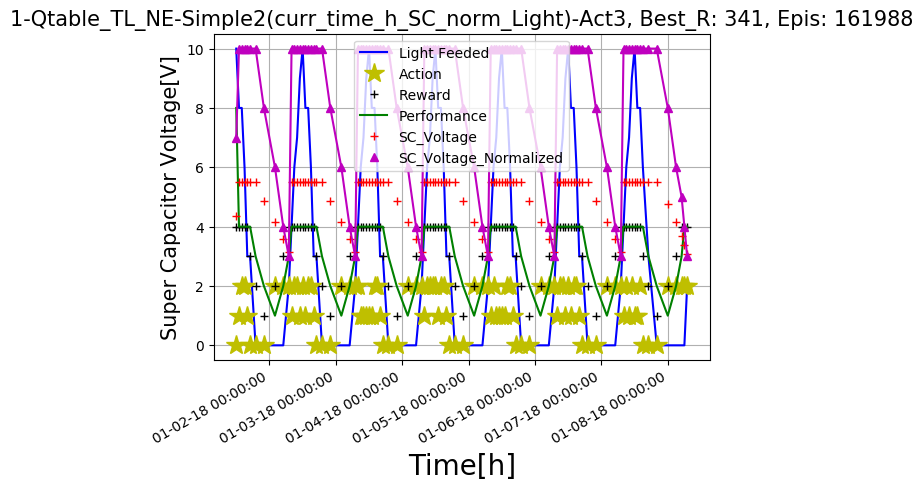 1-Qtable_TL_NE-Simple2(curr_time_h_SC_norm_Light)-Act3, Best_R: 341, Epis: 161988
Super Capacitor Voltage[V]
10
8
6
4
2
0
Light Feeded
Action
Reward
Performance
SC_Voltage
SC_Voltage_Normalized
01-02-18 00:00:00
01-03-18 00:00:00
01-04-18 00:00:00
01-05-18 00:00:00
01-06-18 00:00:00
01-07-18 00:00:00
01-08-18 00:00:00
Time[h]